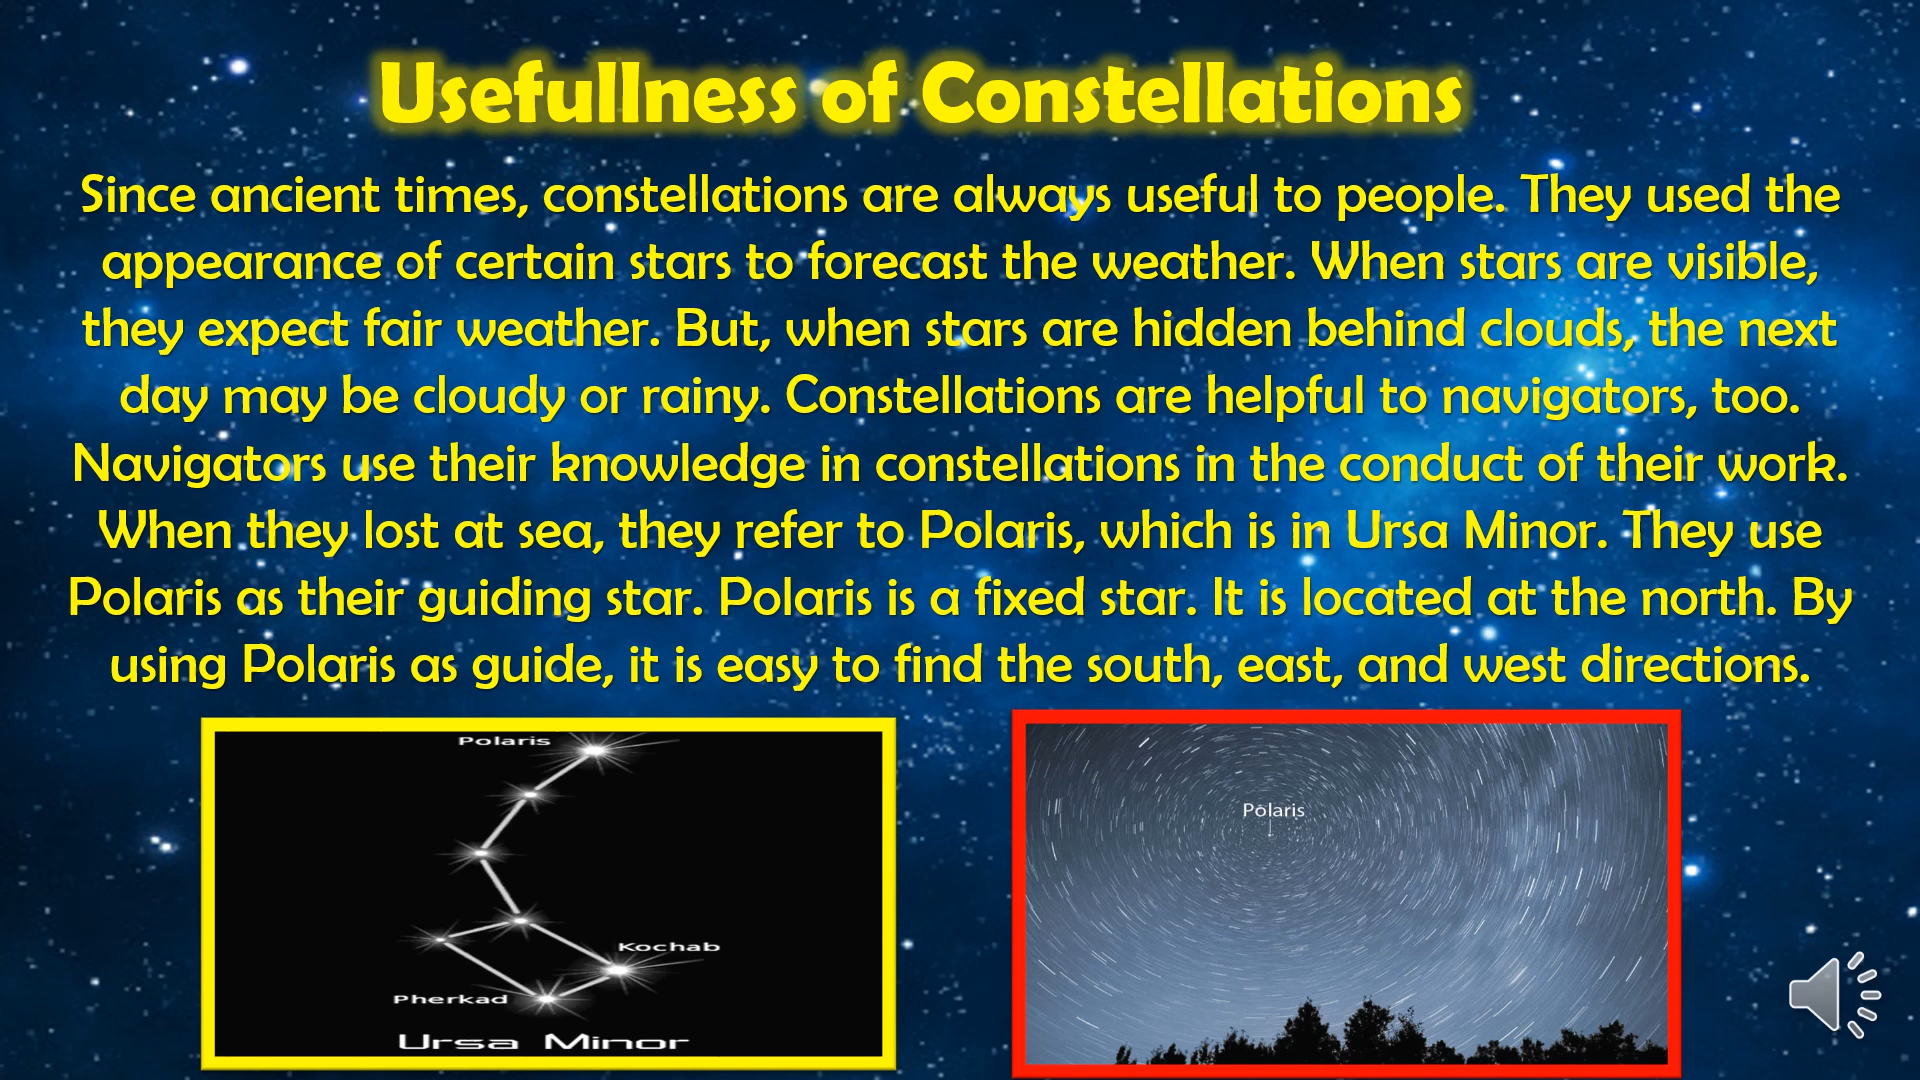 Usefullness of Constellations
Since ancient times, constellations are always useful to people. They used the
appearance of certain stars to forecast the weather. When stars are visible,
they expect fair weather. But, when stars are hidden behind clouds, the next
day may be cloudy or rainy. Constellations are helpful to navigators, too.
Navigators use their knowledge in constellations in the conduct of their work.
When they lost at sea, they refer to Polaris, which is in Ursa Minor. They use
Polaris as their guiding star. Polaris is a fixed star. It is located at the north. By
using Polaris as guide, it is easy to find the south, east, and west directions.
Polaris
Kochab
Pherkad
Ursa Minor
Polaris